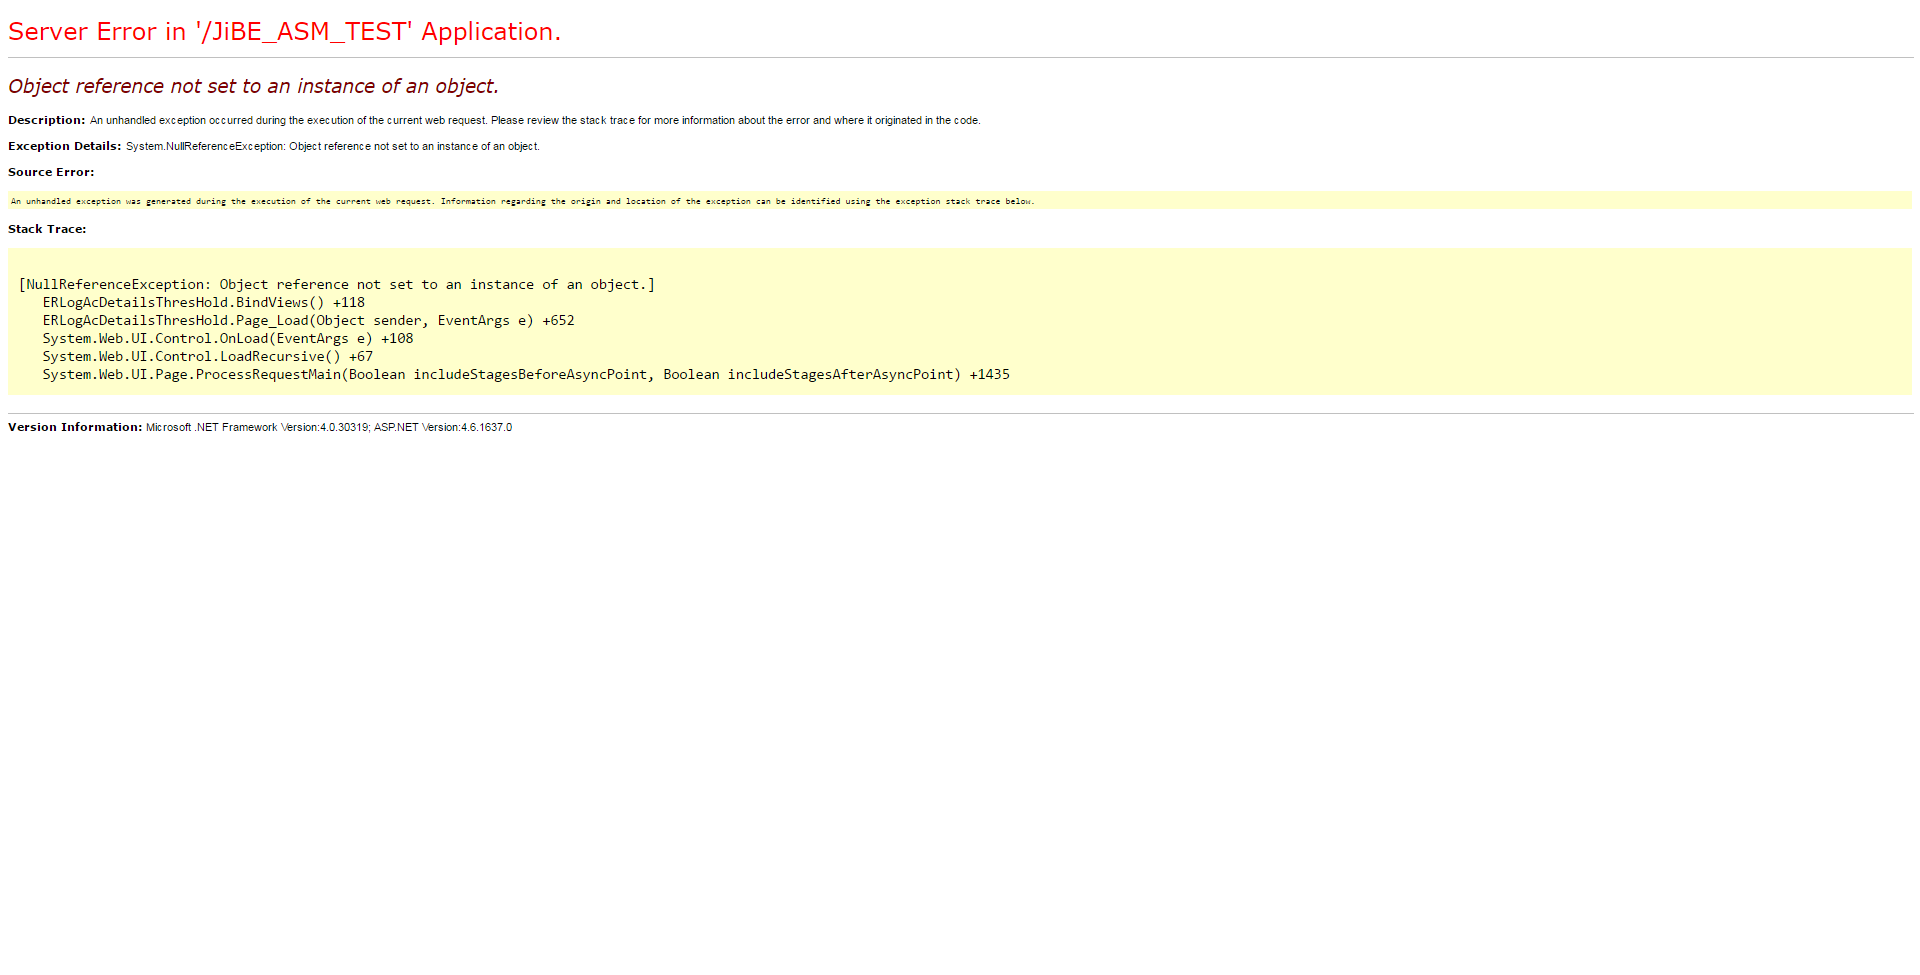 Server Error in '/JiBE_ASM_TEST' Application.
Object reference not set to an instance of an object.
Description: An unhandled exception occurred during the execution of the current web request. Please review the stack trace for more information about the error and where it originated in the code.
Exception Details: System.NullReferenceException: Object reference not set to an instance of an object.
Source Error:
An unhandled exception was generated during the execution of the current web request. Information regarding the origin and location of the exception can be identified using the exception stack trace below.
Stack Trace:
[NullReferenceException: Object reference not set to an instance of an object.]
ERLogAcDetailsThresHold.BindViews() +118
ERLogAcDetailsThresHold.Page_Load(Object sender, EventArgs e) +652
System.Web.UI.Control.OnLoad(EventArgs e) +108
System.Web.UI.Control.LoadRecursive() +67
System.Web.UI.Page.ProcessRequestMain(Boolean includeStagesBeforeAsyncPoint, Boolean includeStagesAfterAsyncPoint) +1435
Version Information: Microsoft .NET Framework Version:4.0.30319; ASP.NET Version:4.6.1637.0